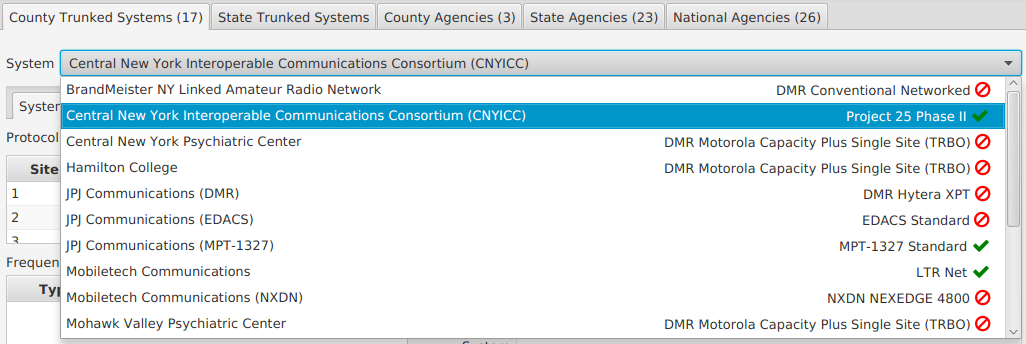 County Trunked Systems (17) State Trunked Systems County Agencies (3) State Agencies (23) National Agencies (26)
System Central New York Interoperable Communications Consortium (CNYICC)
BrandMeister NY Linked Amateur Radio Network DMR Conventional Networked
Central New York Interoperable Communications Consortium (CNYICC) Project 25 Phase II
System
Central New York Psychiatric Center DMR Motorola Capacity Plus Single Site (TRBO)
Protocol
Hamilton College DMR Motorola Capacity Plus Single Site (TRBO)
Site
JPJ Communications (DMR) DMR Hytera XPT
1
JPJ Communications (EDACS) EDACS Standard
2
JPJ Communications (MPT-1327) MPT-1327 Standard
3
Frequen
Mobiletech Communications LTR Net
Typ
Mobiletech Communications (NXDN) NXDN NEXEDGE 4800
Mohawk Valley Psychiatric Center DMR Motorola Capacity Plus Single Site (TRBO)